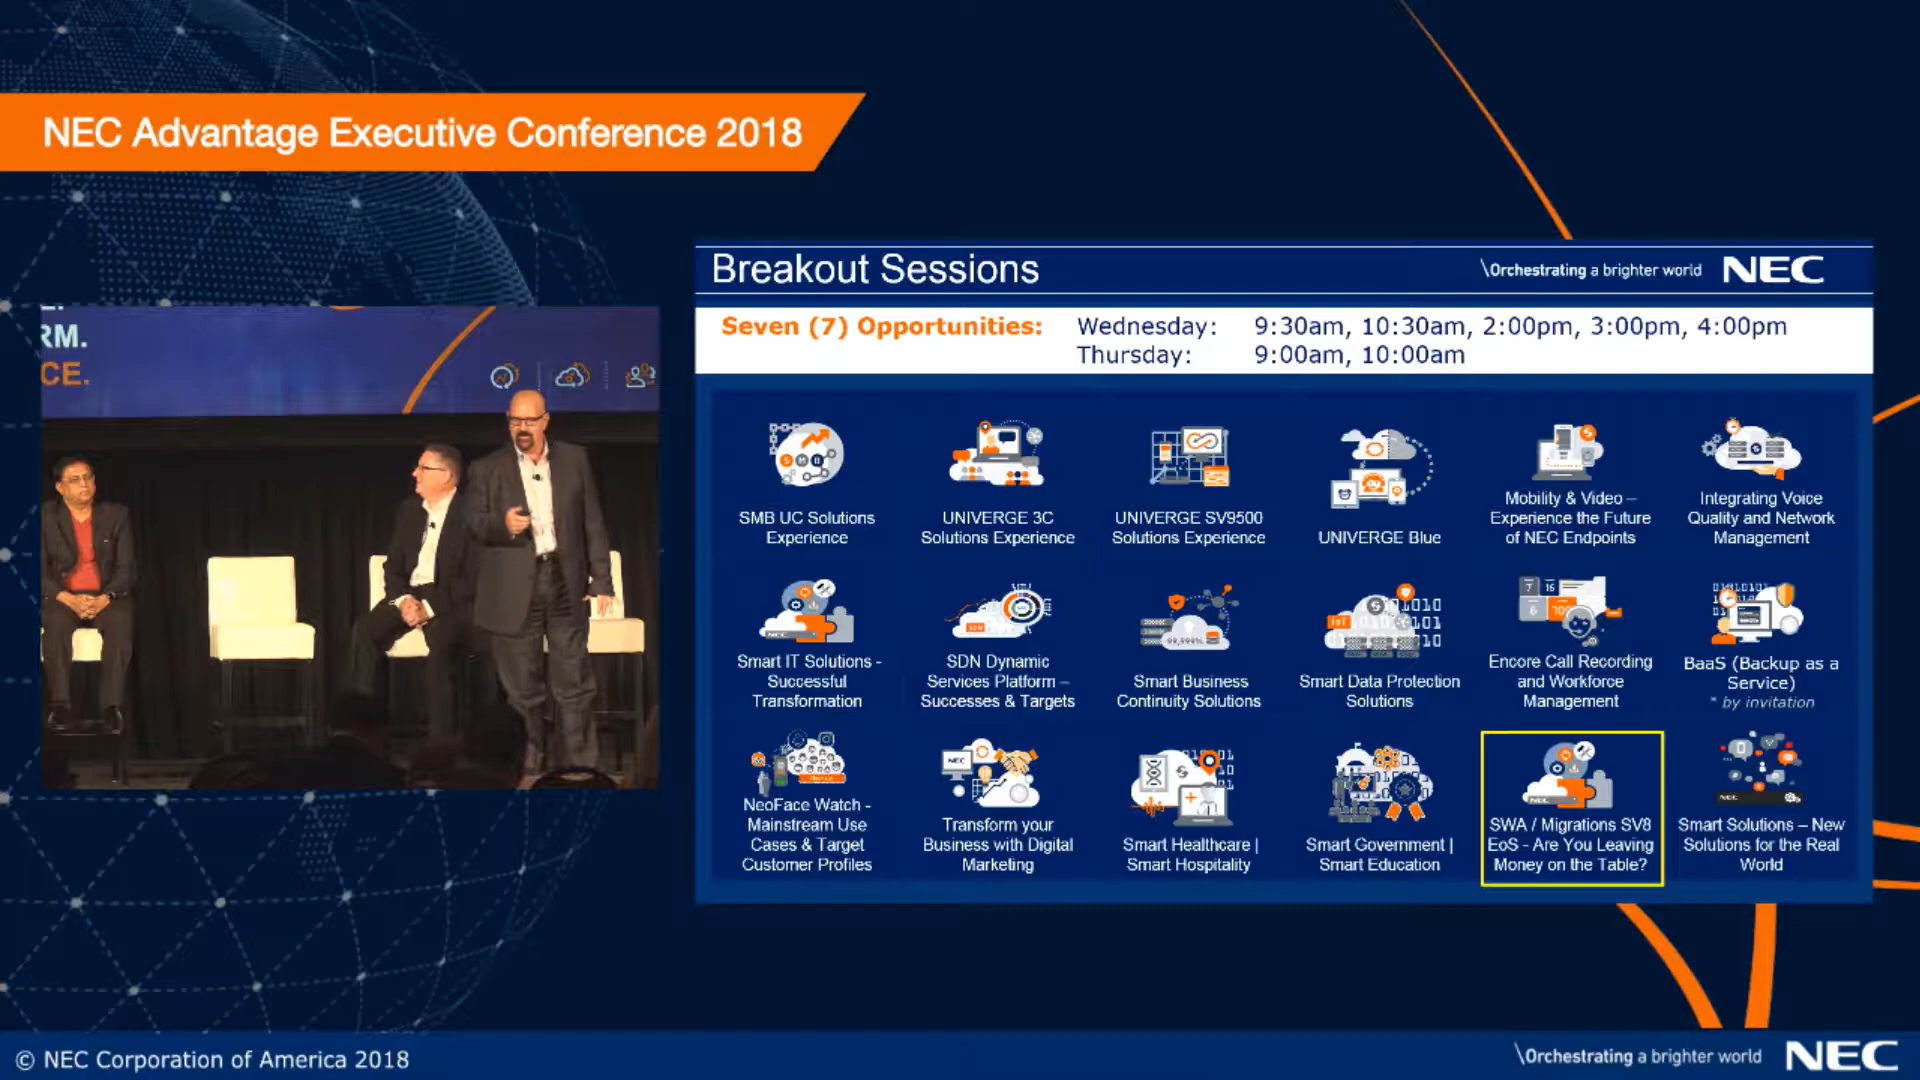 NEC Advantage Executive Conference 2018
RM.
CE.
Breakout Sessions
\Orchestrating a brighter world NEC
Seven (7) Opportunities: Wednesday: 9:30am, 10:30am, 2:00pm, 3:00pm, 4:00pm
Thursday: 9:00am, 10:00am
SMB UC Solutions
Experience
UNIVERGE 3C
Solutions Experience
UNIVERGE SV9500
Solutions Experience
UNIVERGE Blue
Mobility & Video –
Experience the Future
of NEC Endpoints
Integrating Voice
Quality and Network
Management
Smart IT Solutions -
Successful
Transformation
SDN Dynamic
Services Platform –
Successes & Targets
Smart Business
Continuity Solutions
Smart Data Protection
Solutions
Encore Call Recording
and Workforce
Management
BaaS (Backup as a
Service)
* by invitation
NeoFace Watch -
Mainstream Use
Cases & Target
Customer Profiles
Transform your
Business with Digital
Marketing
Smart Healthcare |
Smart Hospitality
Smart Government |
Smart Education
SWA / Migrations SV8
EoS - Are You Leaving
Money on the Table?
Smart Solutions – New
Solutions for the Real
World
© NEC Corporation of America 2018
\Orchestrating a brighter world NEC